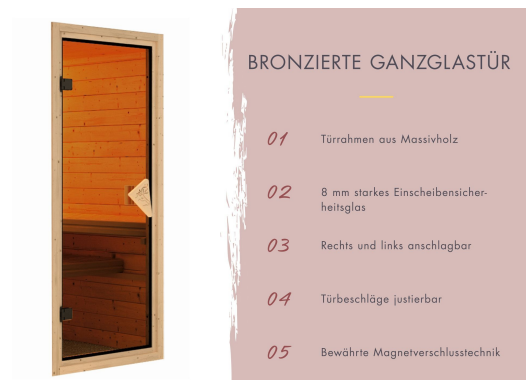 BRONZIERTE GANZGLASTÜR
01 Türrahmen aus Massivholz
02 8 mm starkes Einscheibensicher-
heitsglas
03 Rechts und links anschlagbar
04 Türbeschläge justierbar
05 Bewährte Magnetverschlusstechnik